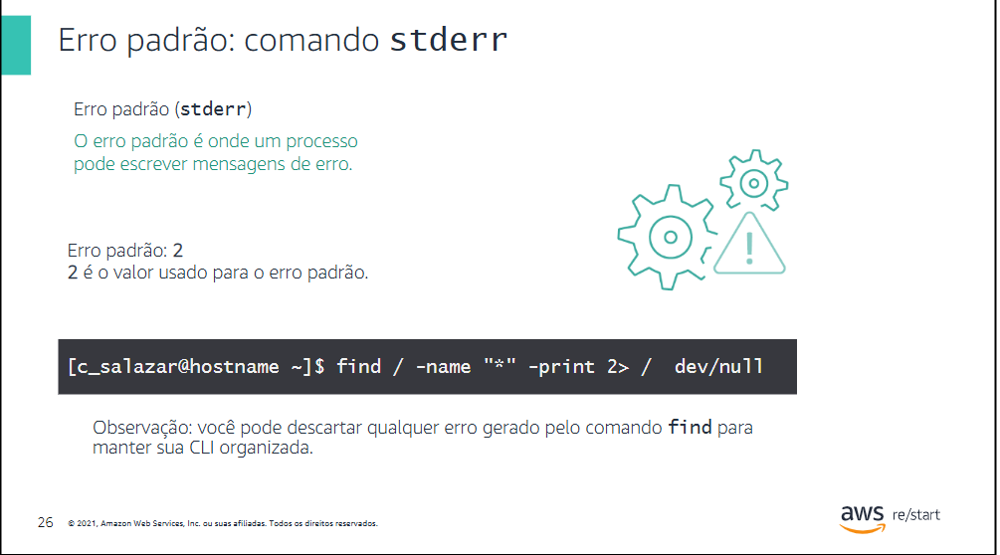 Erro padrão: comando stderr
Erro padrão (stderr)
O erro padrão é onde um processo
pode escrever mensagens de erro.
Erro padrão: 2
2 é o valor usado para o erro padrão.
[c_salazar@hostname ~]$ find / -name "*" -print 2> /  dev/null
Observação: você pode descartar qualquer erro gerado pelo comando find para
manter sua CLI organizada.
26 © 2021, Amazon Web Services, Inc. ou suas afiliadas. Todos os direitos reservados.
aws re/start